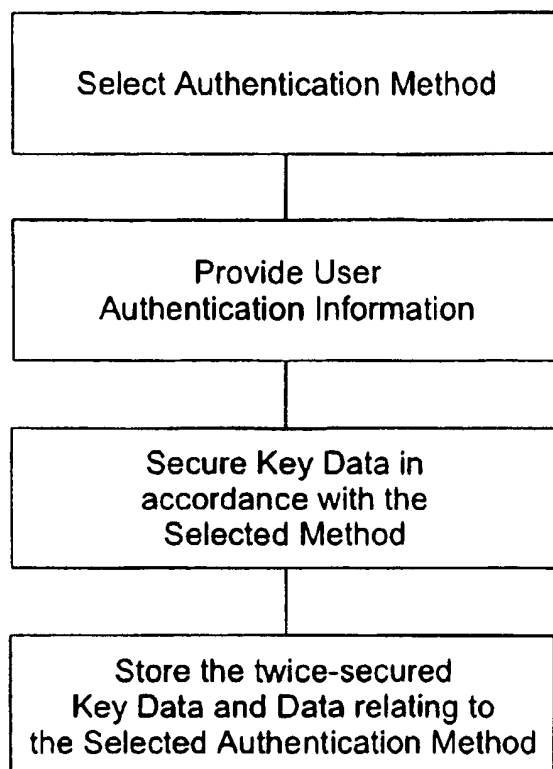 Select Authentication Method
Provide User
Authentication Information
Secure Key Data in
accordance with the
Selected Method
Store the twice-secured
Key Data and Data relating to
the Selected Authentication Method